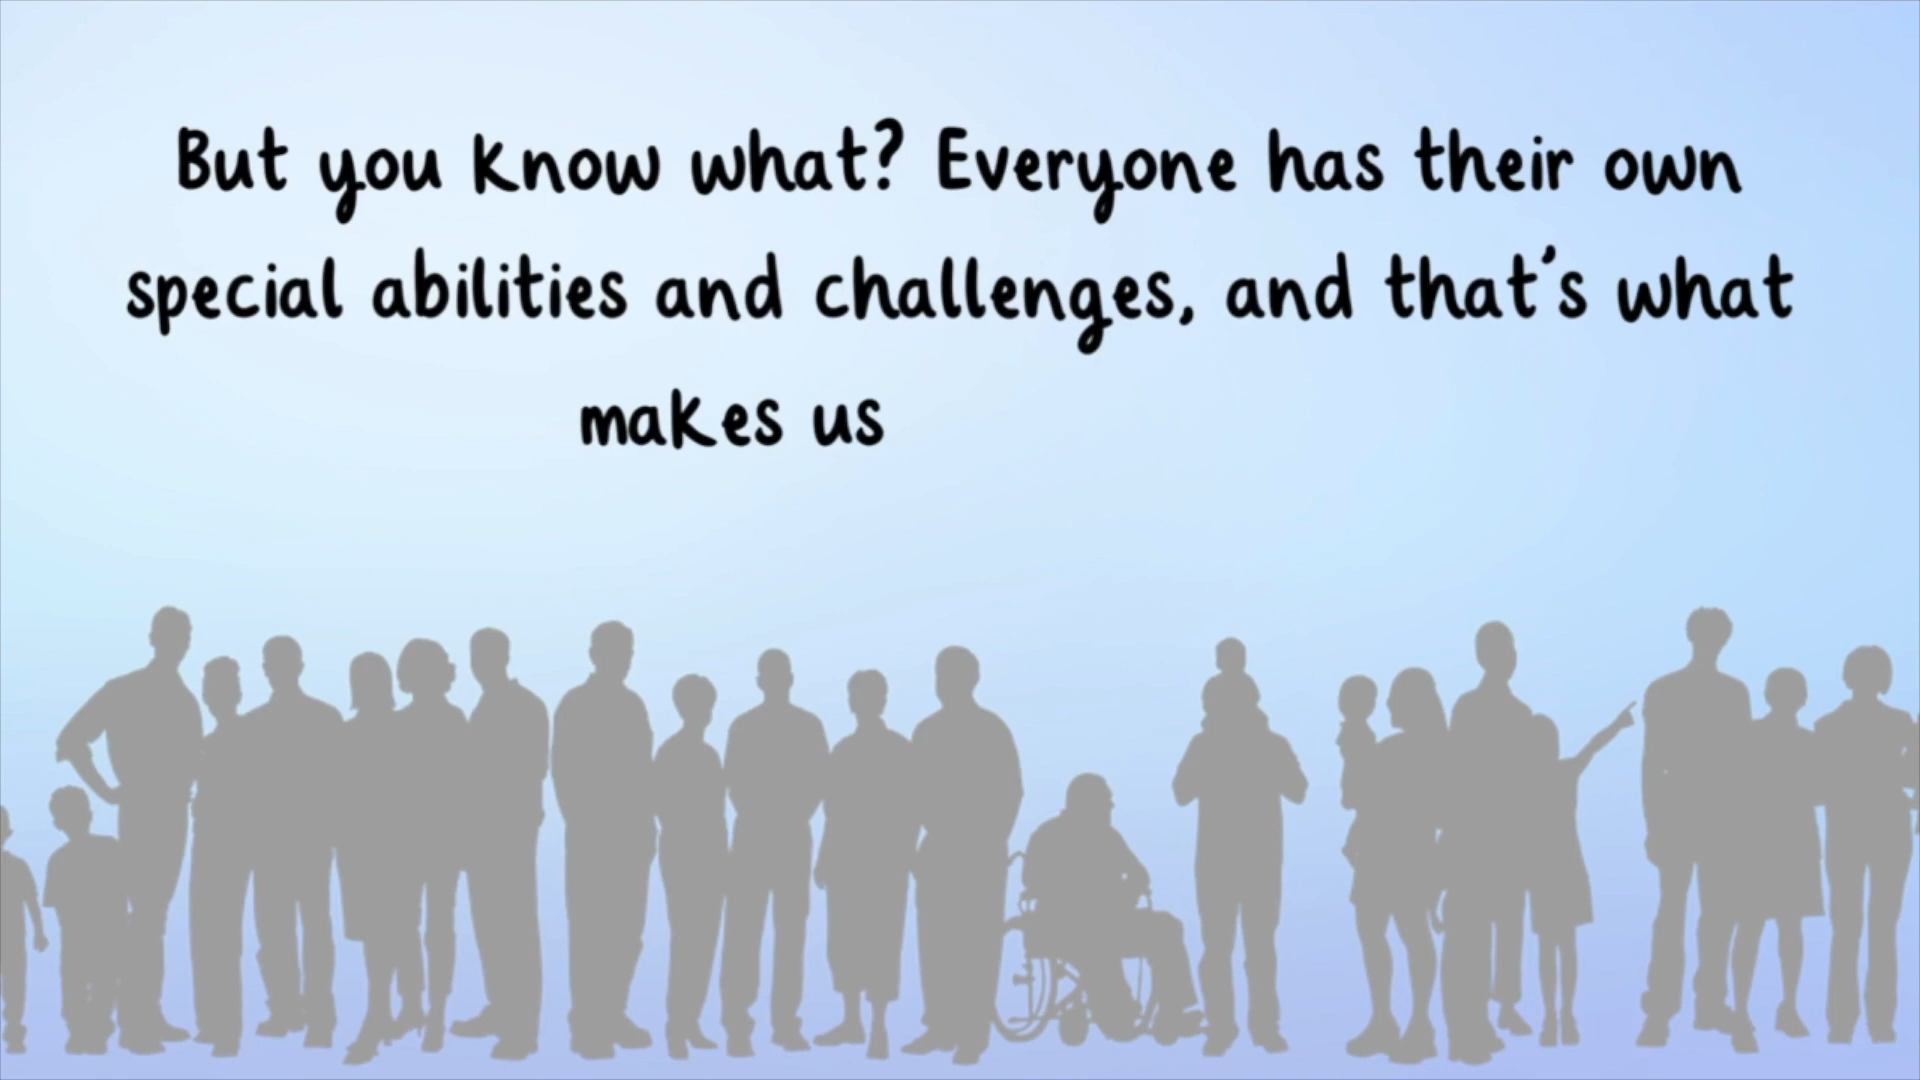 But you know what? Everyone has their own
special abilities and challenges, and that's what
makes us